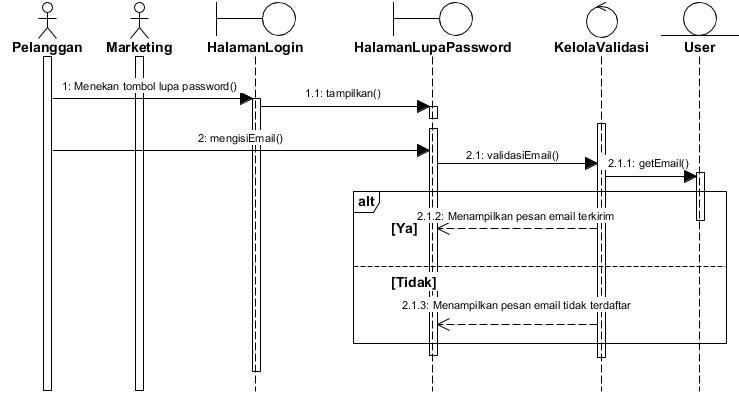 Pelanggan
Marketing
HalamanLogin
HalamanLupaPassword
KelolaValidasi
User
1: Menekan tombol lupa password()
1.1: tampilkan()
2: mengisiEmail()
2.1: validasiEmail()
2.1.1: getEmail()
alt
2.1.2: Menampilkan pesan email terkirim
[Ya]
[Tidak]
2.1.3: Menampilkan pesan email tidak terdaftar